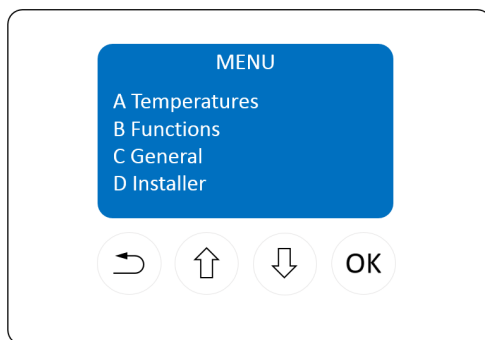 MENU
A Temperatures
B Functions
C General
D Installer
OK